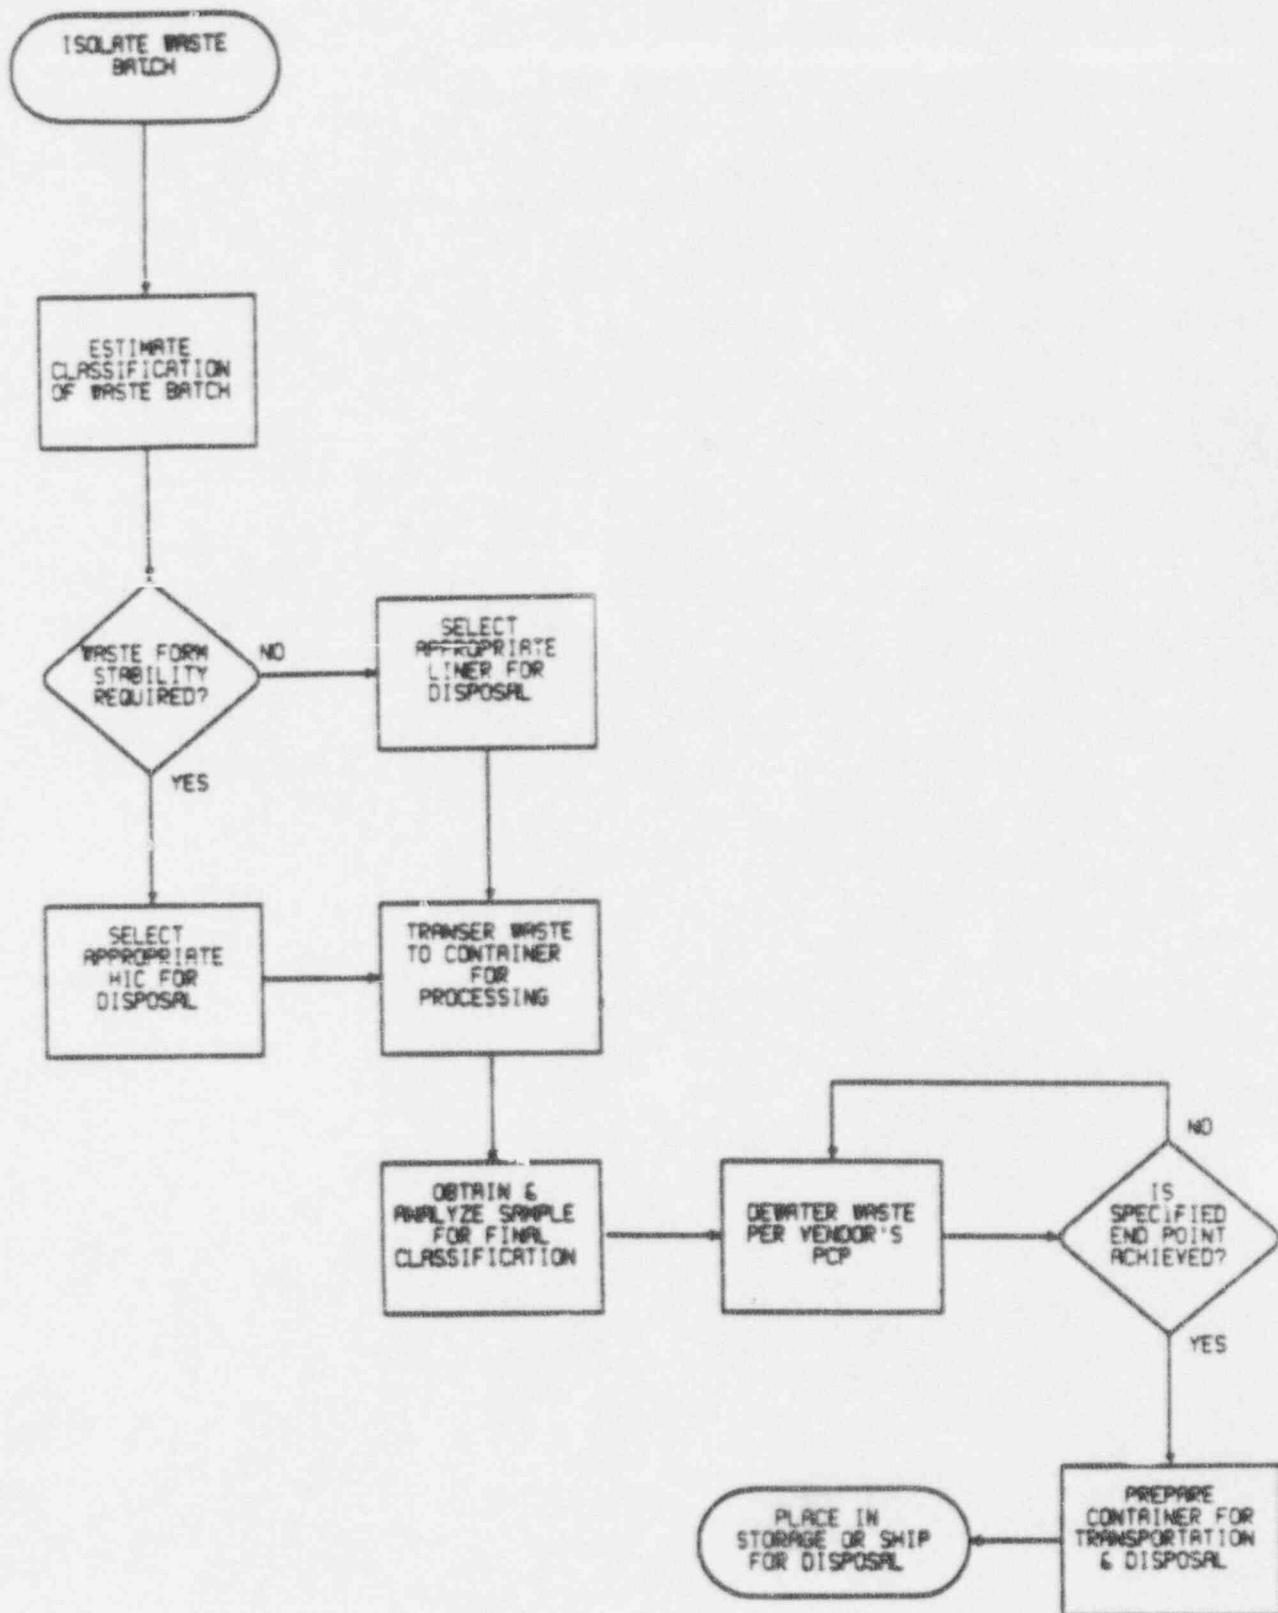 ISOLATE WASTE
BATCH
ESTIMATE
CLASSIFICATION
OF WASTE BATCH
WASTE FORM
STABILITY
REQUIRED?
NO
YES
SELECT
APPROPRIATE
LINER FOR
DISPOSAL
SELECT
APPROPRIATE
HIC FOR
DISPOSAL
TRANSER WASTE
TO CONTAINER
FOR
PROCESSING
OBTAIN &
ANALYZE SAMPLE
FOR FINAL
CLASSIFICATION
DEWATER WASTE
PER VENDOR'S
PCP
IS
SPECIFIED
END POINT
ACHIEVED?
NO
YES
PREPARE
CONTAINER FOR
TRANSPORTATION
& DISPOSAL
PLACE IN
STORAGE OR SHIP
FOR DISPOSAL